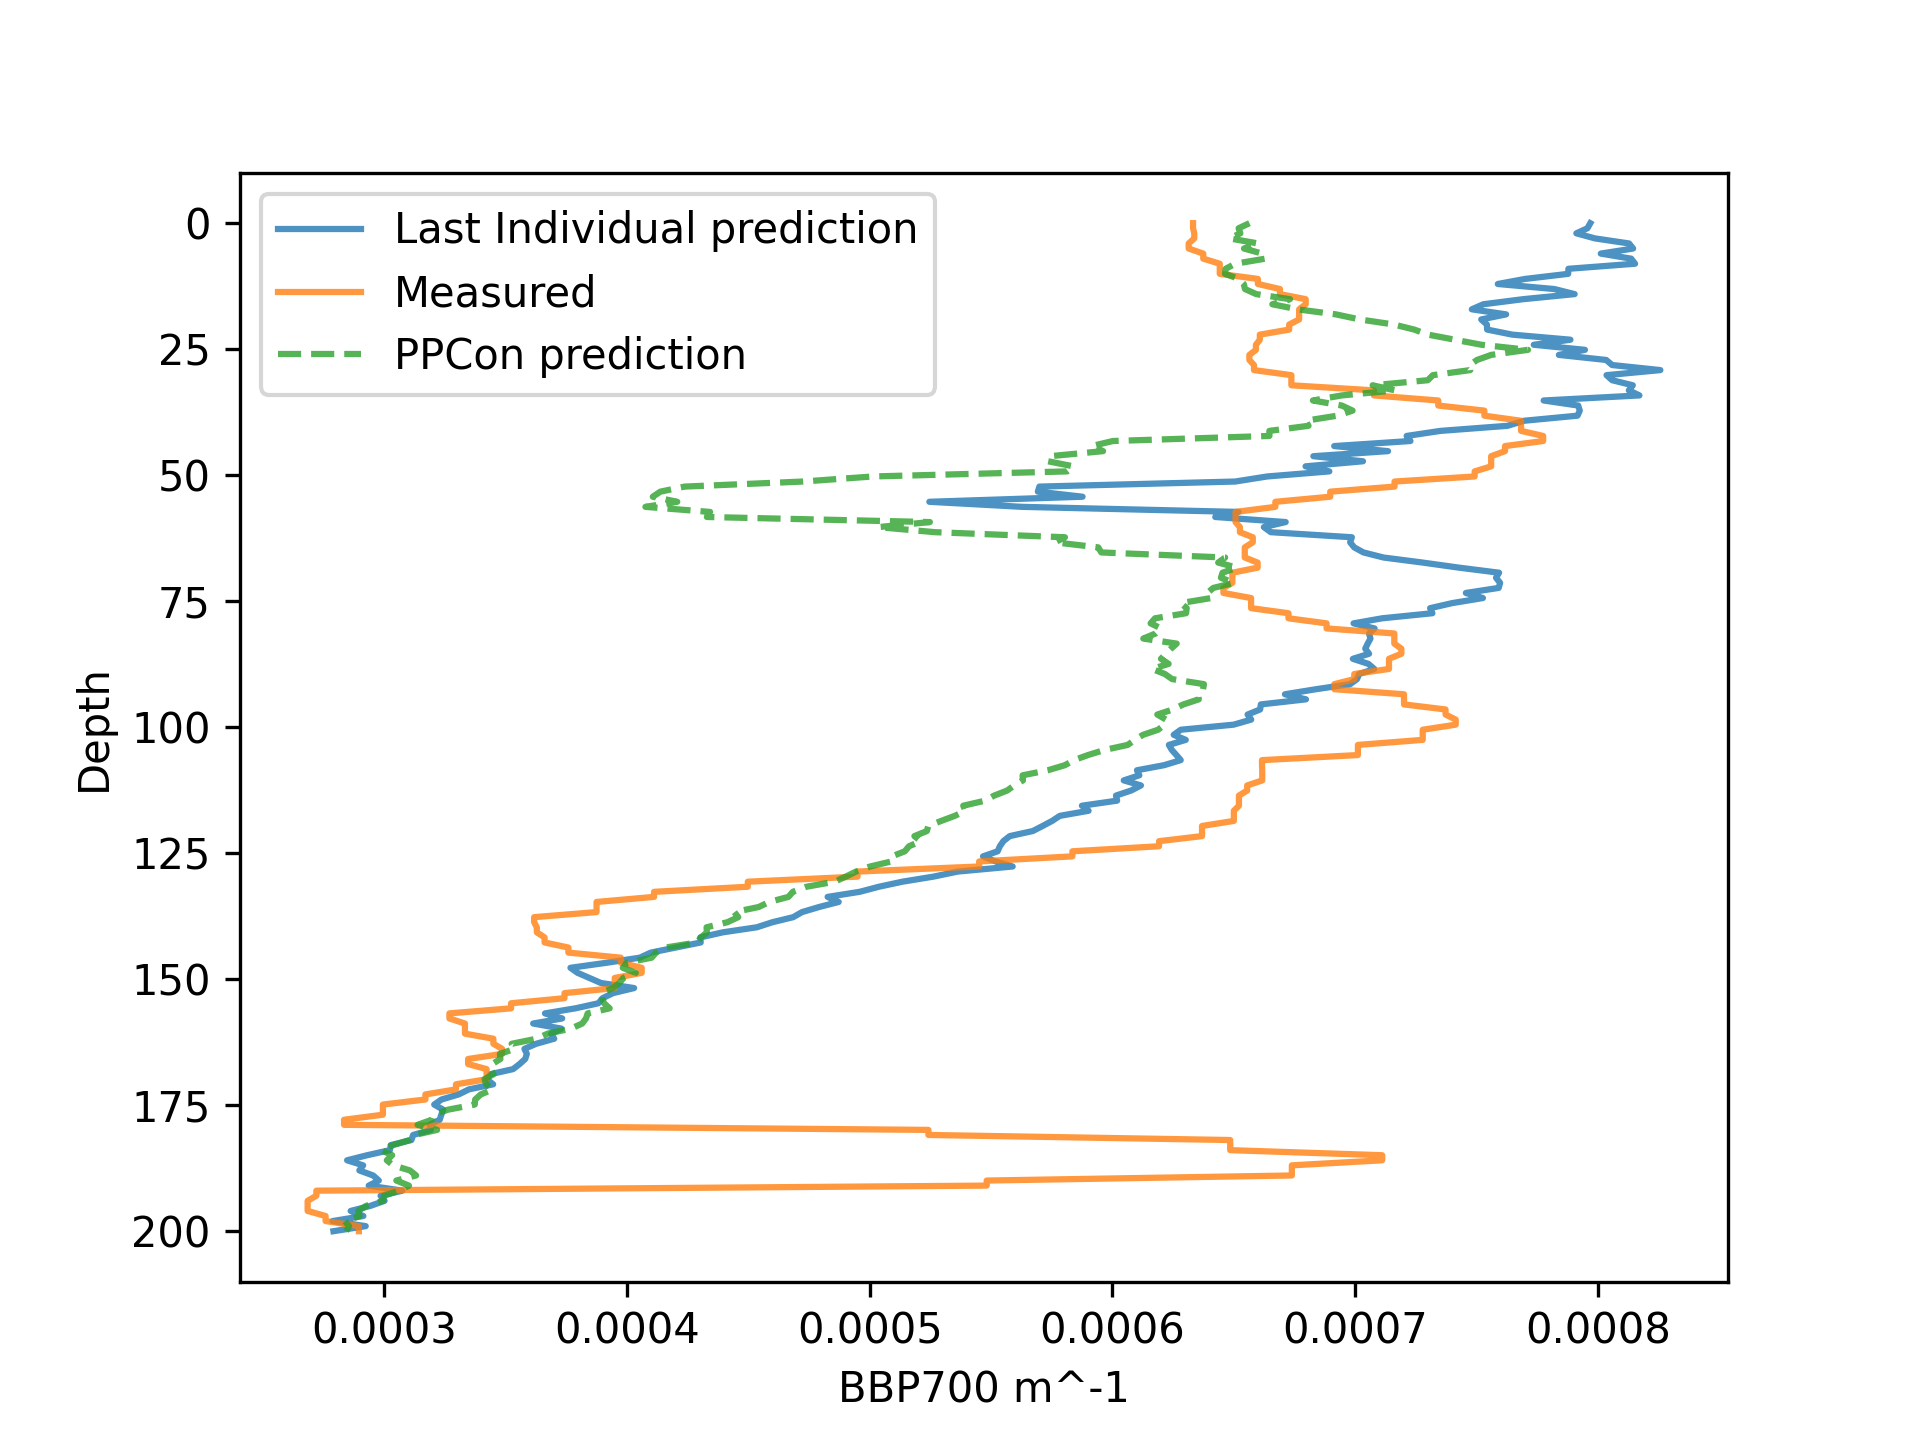 Last Individual prediction
Measured
PPCon prediction
0
25
50
75
100
125
150
175
200
Depth
0.0003 0.0004 0.0005 0.0006 0.0007 0.0008
BBP700 m^-1